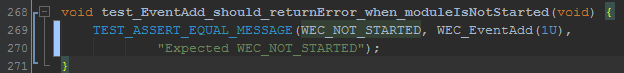 268 void test_EventAdd_should_returnError_when_moduleIsNotStarted(void) {
269 TEST_ASSERT_EQUAL_MESSAGE(WEC_NOT_STARTED, WEC_EventAdd(1U),
270 "Expected WEC_NOT_STARTED");
271 }